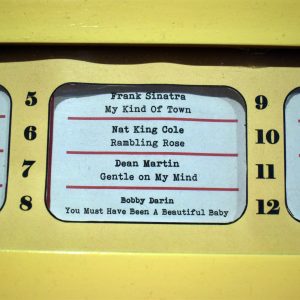 5
6
7
8
Frank Sinatra
My Kind Of Town
Nat King Cole
Rambling Rose
Dean Martin
Gentle on My Mind
Bobby Darin
You Must Have Been A Beautiful Baby
9
10
11
12